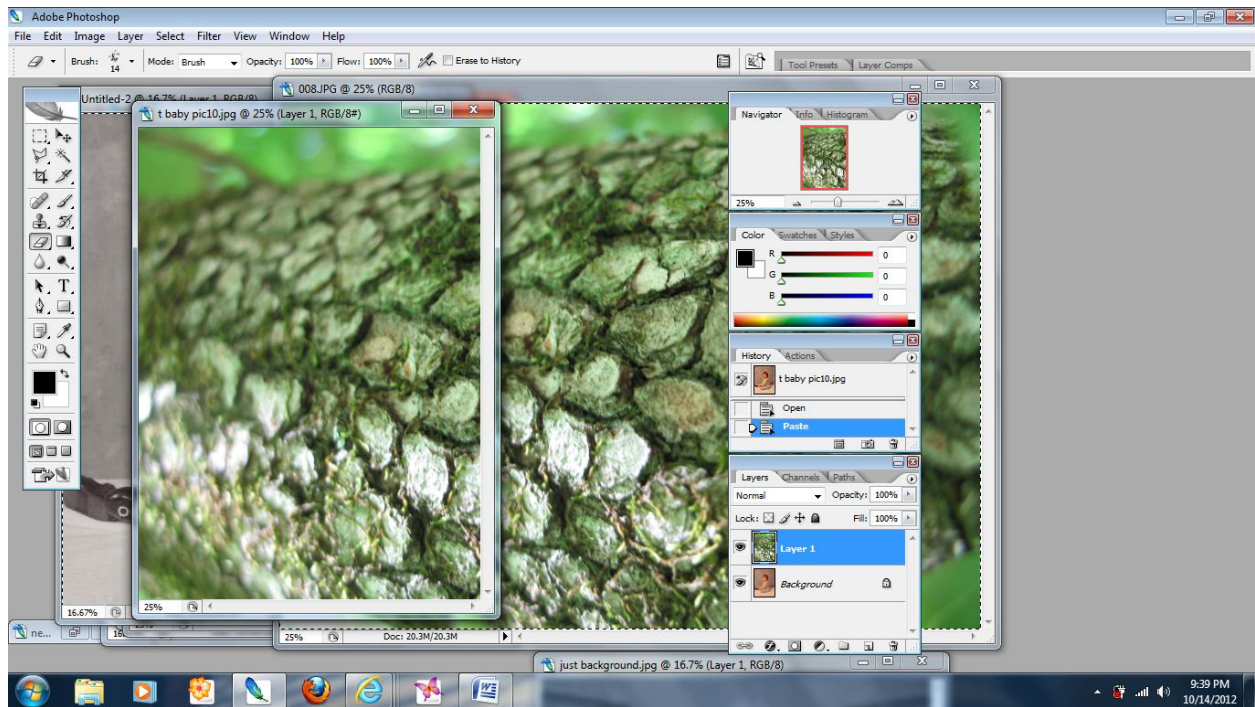 Adobe Photoshop
File Edit Image Layer Select Filter View Window Help
Brush: 14 Mode: Brush Opacity: 100% Flow: 100% Erase to History
Tool Presets Layer Comps
Untitled-2 @ 16.7% (Layer 1, RGB/8)
008.JPG @ 25% (RGB/8)
t baby pic10.jpg @ 25% (Layer 1, RGB/8#)
Navigator Info Histogram
25%
Color Swatches Styles
R 0
G 0
B 0
T
History Actions
t baby pic10.jpg
Open
Paste
Layers Channels Paths
Normal Opacity: 100%
Lock: Fill: 100%
Layer 1
Background
16.67%
25%
ne...
25% Doc: 20.3M/20.3M
just background.jpg @ 16.7% (Layer 1, RGB/8)
9:39 PM
10/14/2012